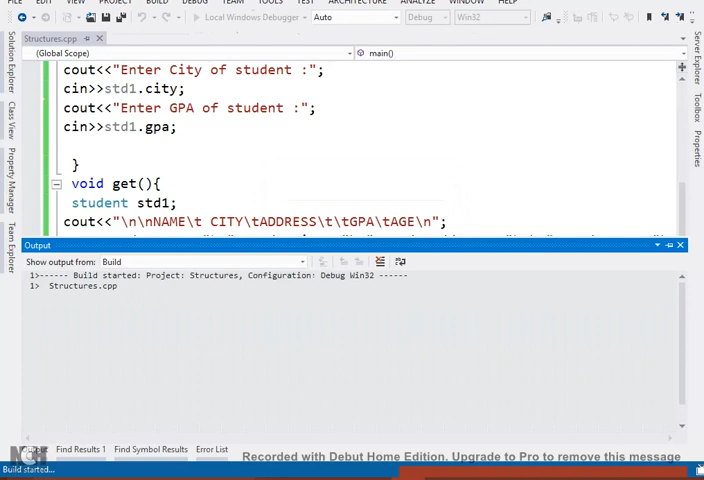 FILE EDIT VIEW PROJECT BUILD DEBUG TEAM TOOLS ARCHITECTURE ANALYZE WINDOW HELP
Local Windows Debugger Auto Debug Win32
Structures.cpp
(Global Scope) main()
cout<<"Enter City of student :";
cin>>std1.city;
cout<<"Enter GPA of student :";
cin>>std1.gpa;
}
void get(){
student std1;
cout<<"\n\nNAME\t CITY\tADDRESS\t\tGPA\tAGE\n";
Output
Show output from: Build
1>------ Build started: Project: Structures, Configuration: Debug Win32 ------
1> Structures.cpp
Output Find Results 1 Find Symbol Results Error List
Recorded with Debut Home Edition. Upgrade to Pro to remove this message
Build started...
Solution Explorer
Class View
Property Manager
Team Explorer
Server Explorer
Toolbox
Properties